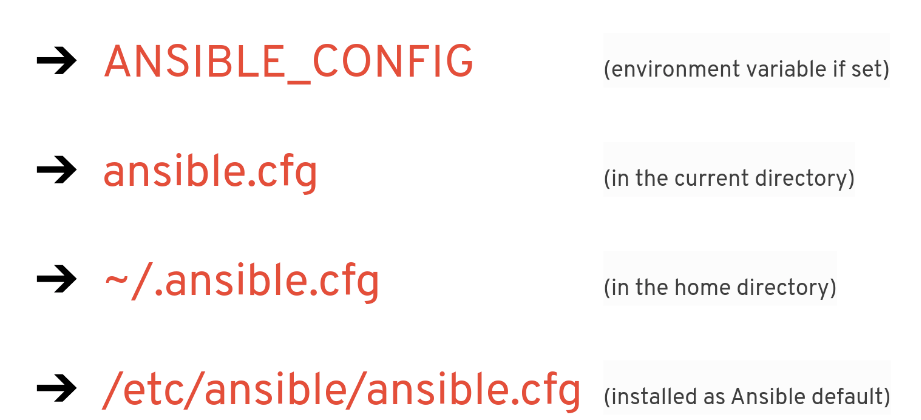 ➔ ANSIBLE_CONFIG (environment variable if set)
➔ ansible.cfg (in the current directory)
➔ ~/.ansible.cfg (in the home directory)
➔ /etc/ansible/ansible.cfg (installed as Ansible default)